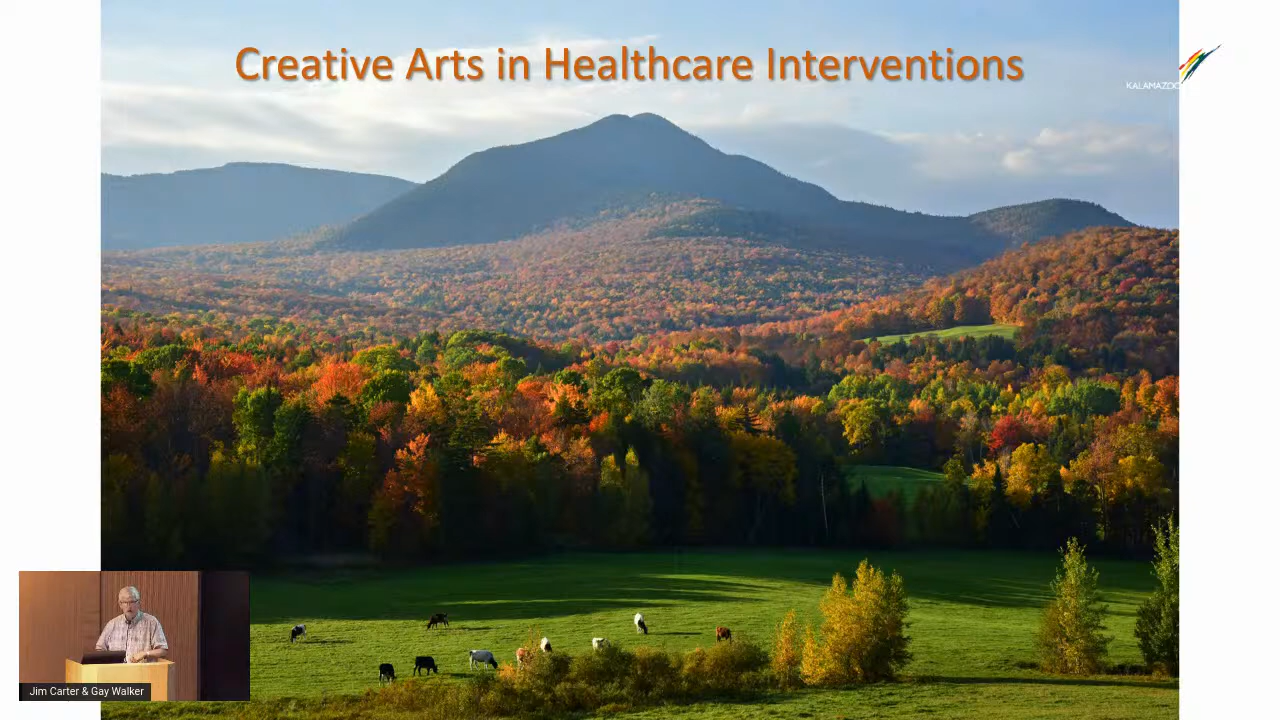 Creative Arts in Healthcare Interventions
KALAMAZOO
Jim Carter & Gay Walker